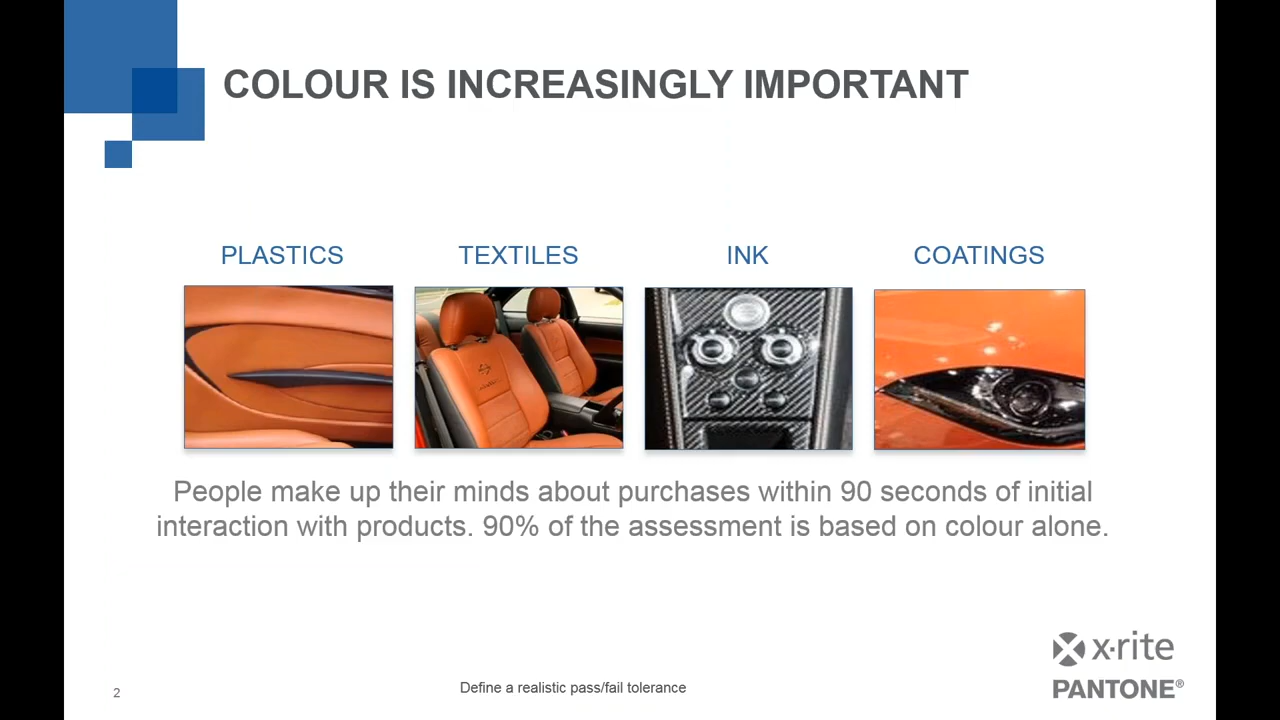 COLOUR IS INCREASINGLY IMPORTANT
PLASTICS
TEXTILES
INK
COATINGS
People make up their minds about purchases within 90 seconds of initial
interaction with products. 90% of the assessment is based on colour alone.
x·rite
PANTONE®
2
Define a realistic pass/fail tolerance